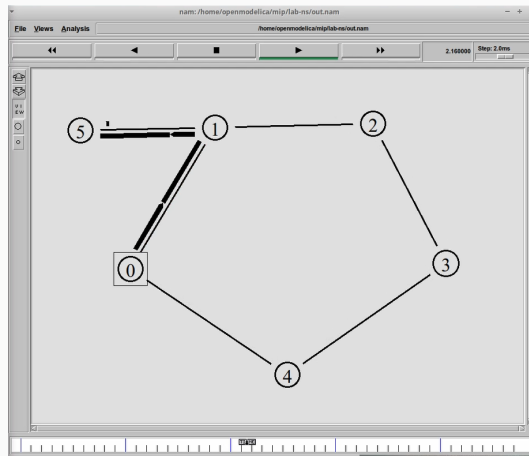 nam: /home/openmodelica/mip/lab-ns/out.nam
File Views Analysis /home/openmodelica/mip/lab-ns/out.nam
2.160000 Step: 2.0ms
5
1
2
0
3
4